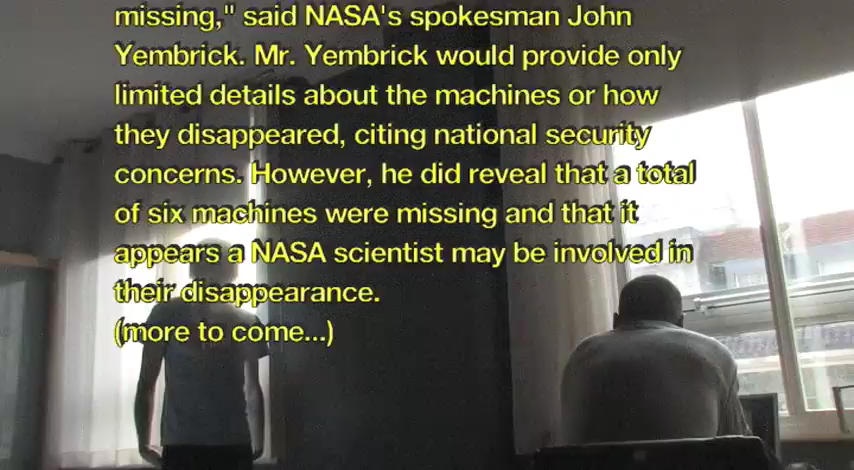 missing," said NASA's spokesman John
Yembrick. Mr. Yembrick would provide only
limited details about the machines or how
they disappeared, citing national security
concerns. However, he did reveal that a total
of six machines were missing and that it
appears a NASA scientist may be involved in
their disappearance.
(more to come...)